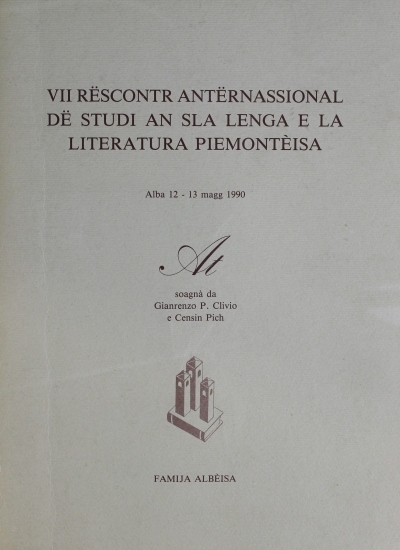 VII RËSCONTR ANTËRNASSIONAL
DË STUDI AN SLA LENGA E LA
LITERATURA PIEMONTÈISA
Alba 12 - 13 magg 1990
At
soagnà da
Gianrenzo P. Clivio
e Censin Pich
FAMIJA ALBÈISA